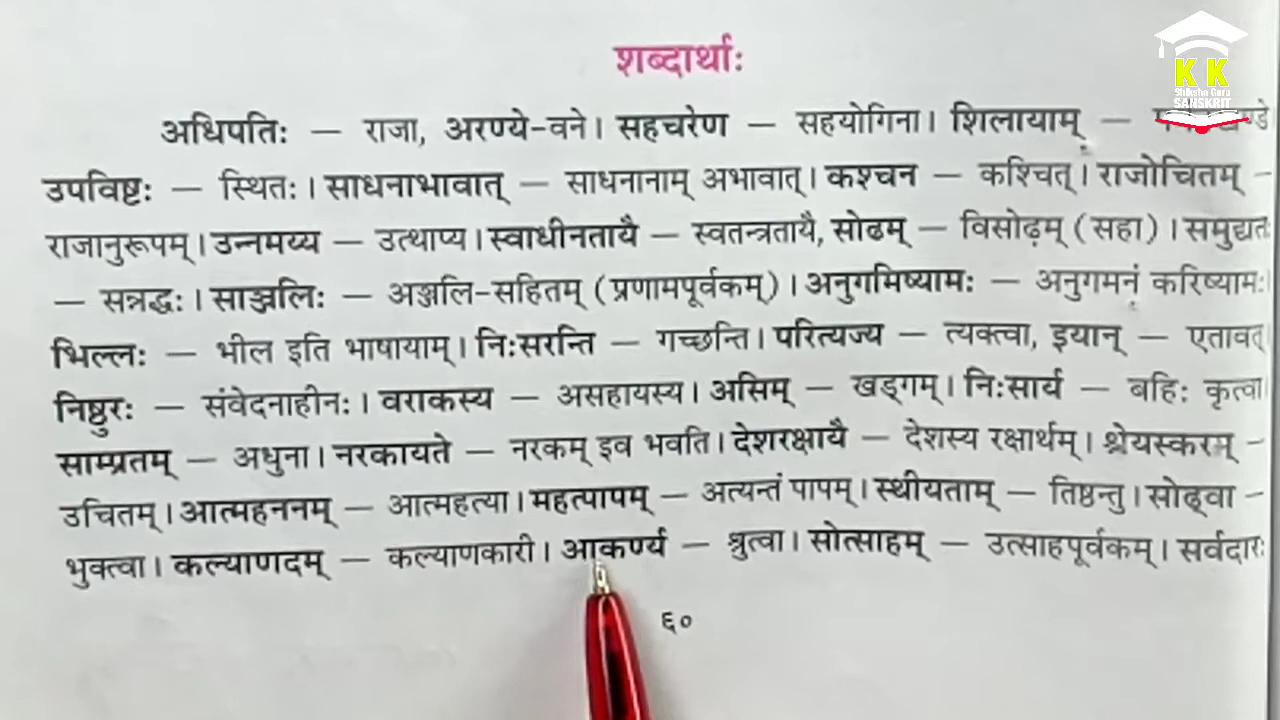 शब्दार्थाः
K K
Shiksha Guru
SANSKRIT
अधिपतिः — राजा, अरण्ये-वने। सहचरेण — सहयोगिना। शिलायाम् —
उपविष्टः — स्थितः। साधनाभावात् — साधनानाम् अभावात्। कश्चन — कश्चित्। राजोचितम् –
राजानुरूपम्। उन्नमय्य — उत्थाप्य। स्वाधीनतायै — स्वतन्त्रतायै, सोढम् — विसोढ़म् (सहा)। समुद्यतः
— सन्नद्धः। साञ्जलिः — अञ्जलि-सहितम् (प्रणामपूर्वकम्)। अनुगमिष्यामः — अनुगमनं करिष्यामः।
भिल्लः — भील इति भाषायाम्। निःसरन्ति — गच्छन्ति। परित्यज्य — त्यक्त्वा, इयान् — एतावत्
निष्ठुरः — संवेदनाहीनः। वराकस्य — असहायस्य। असिम् — खड्गम्। निःसार्य — बहिः कृत्वा।
साम्प्रतम् — अधुना। नरकायते — नरकम् इव भवति। देशरक्षायै — देशस्य रक्षार्थम्। श्रेयस्करम् –
उचितम्। आत्महननम् — आत्महत्या। महत्पापम् — अत्यन्तं पापम्। स्थीयताम् — तिष्ठन्तु। सोढ्वा –
भुक्त्वा। कल्याणदम् — कल्याणकारी। आकर्ण्य — श्रुत्वा। सोत्साहम् — उत्साहपूर्वकम्। सर्वदारः
६०